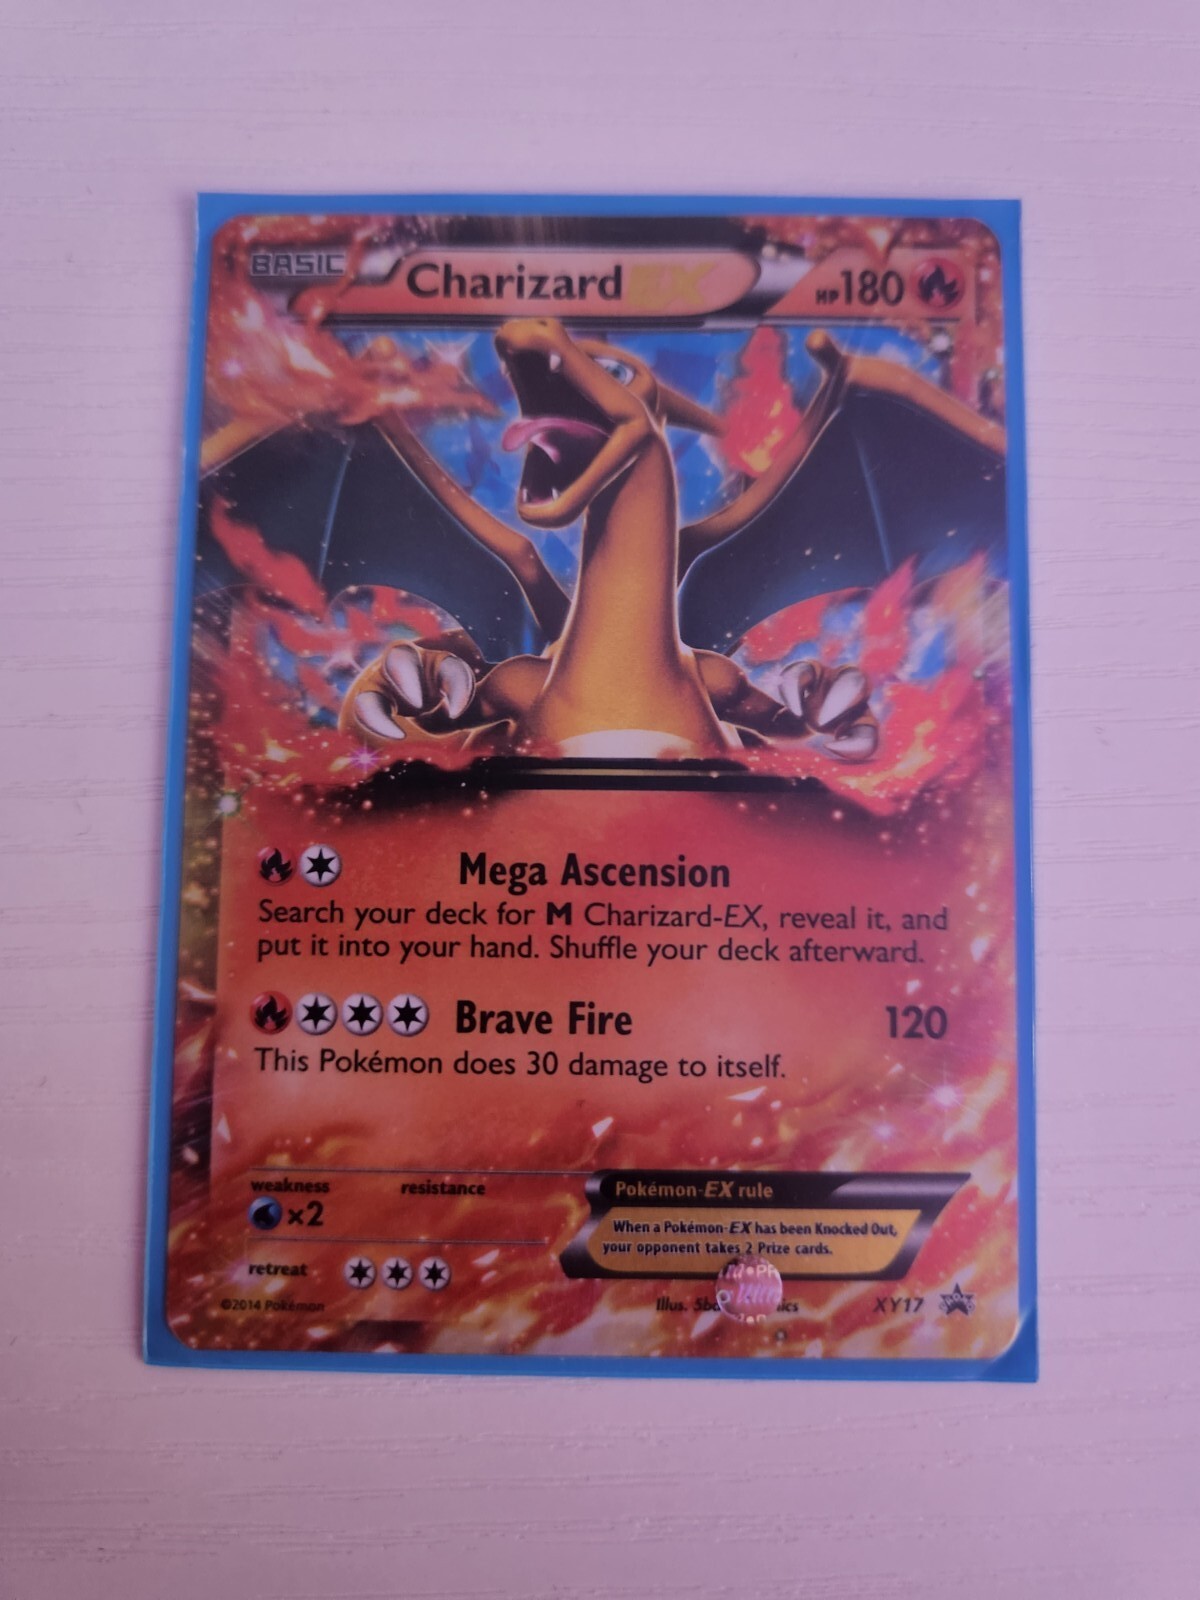 BASIC Charizard EX HP180
Mega Ascension
Search your deck for M Charizard-EX, reveal it, and
put it into your hand. Shuffle your deck afterward.
Brave Fire 120
This Pokémon does 30 damage to itself.
weakness resistance
x2
retreat
Pokémon-EX rule
When a Pokémon-EX has been Knocked Out,
your opponent takes 2 Prize cards.
©2014 Pokémon Illus. XY17